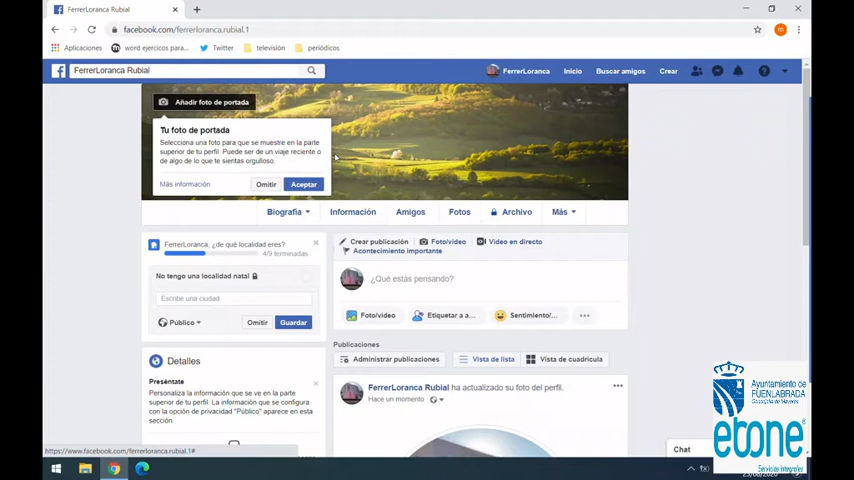 FerrerLoranca Rubial
facebook.com/ferrerloranca.rubial.1
Aplicaciones
word ejercicios para...
Twitter
televisión
periódicos
FerrerLoranca Rubial
FerrerLoranca
Inicio
Buscar amigos
Crear
Añadir foto de portada
Tu foto de portada
Selecciona una foto para que se muestre en la parte
superior de tu perfil. Puede ser de un viaje reciente o
de algo de lo que te sientas orgulloso.
Más información
Omitir
Aceptar
Biografía
Información
Amigos
Fotos
Archivo
Más
FerrerLoranca, ¿de qué localidad eres?
4/9 terminadas
No tengo una localidad natal
Escribe una ciudad
Público
Omitir
Guardar
Detalles
Preséntate
Personaliza la información que se ve en la parte
superior de tu perfil. La información que se configura
con la opción de privacidad "Público" aparece en esta
sección.
Crear publicación
Foto/vídeo
Vídeo en directo
Acontecimiento importante
¿Qué estás pensando?
Foto/vídeo
Etiquetar a a...
Sentimiento/...
Publicaciones
Administrar publicaciones
Vista de lista
Vista de cuadrícula
FerrerLoranca Rubial ha actualizado su foto del perfil.
Hace un momento
Chat
https://www.facebook.com/ferrerloranca.rubial.1#
Ayuntamiento de
FUENLABRADA
Concejalía de Mayores
ebone
Servicios integrales